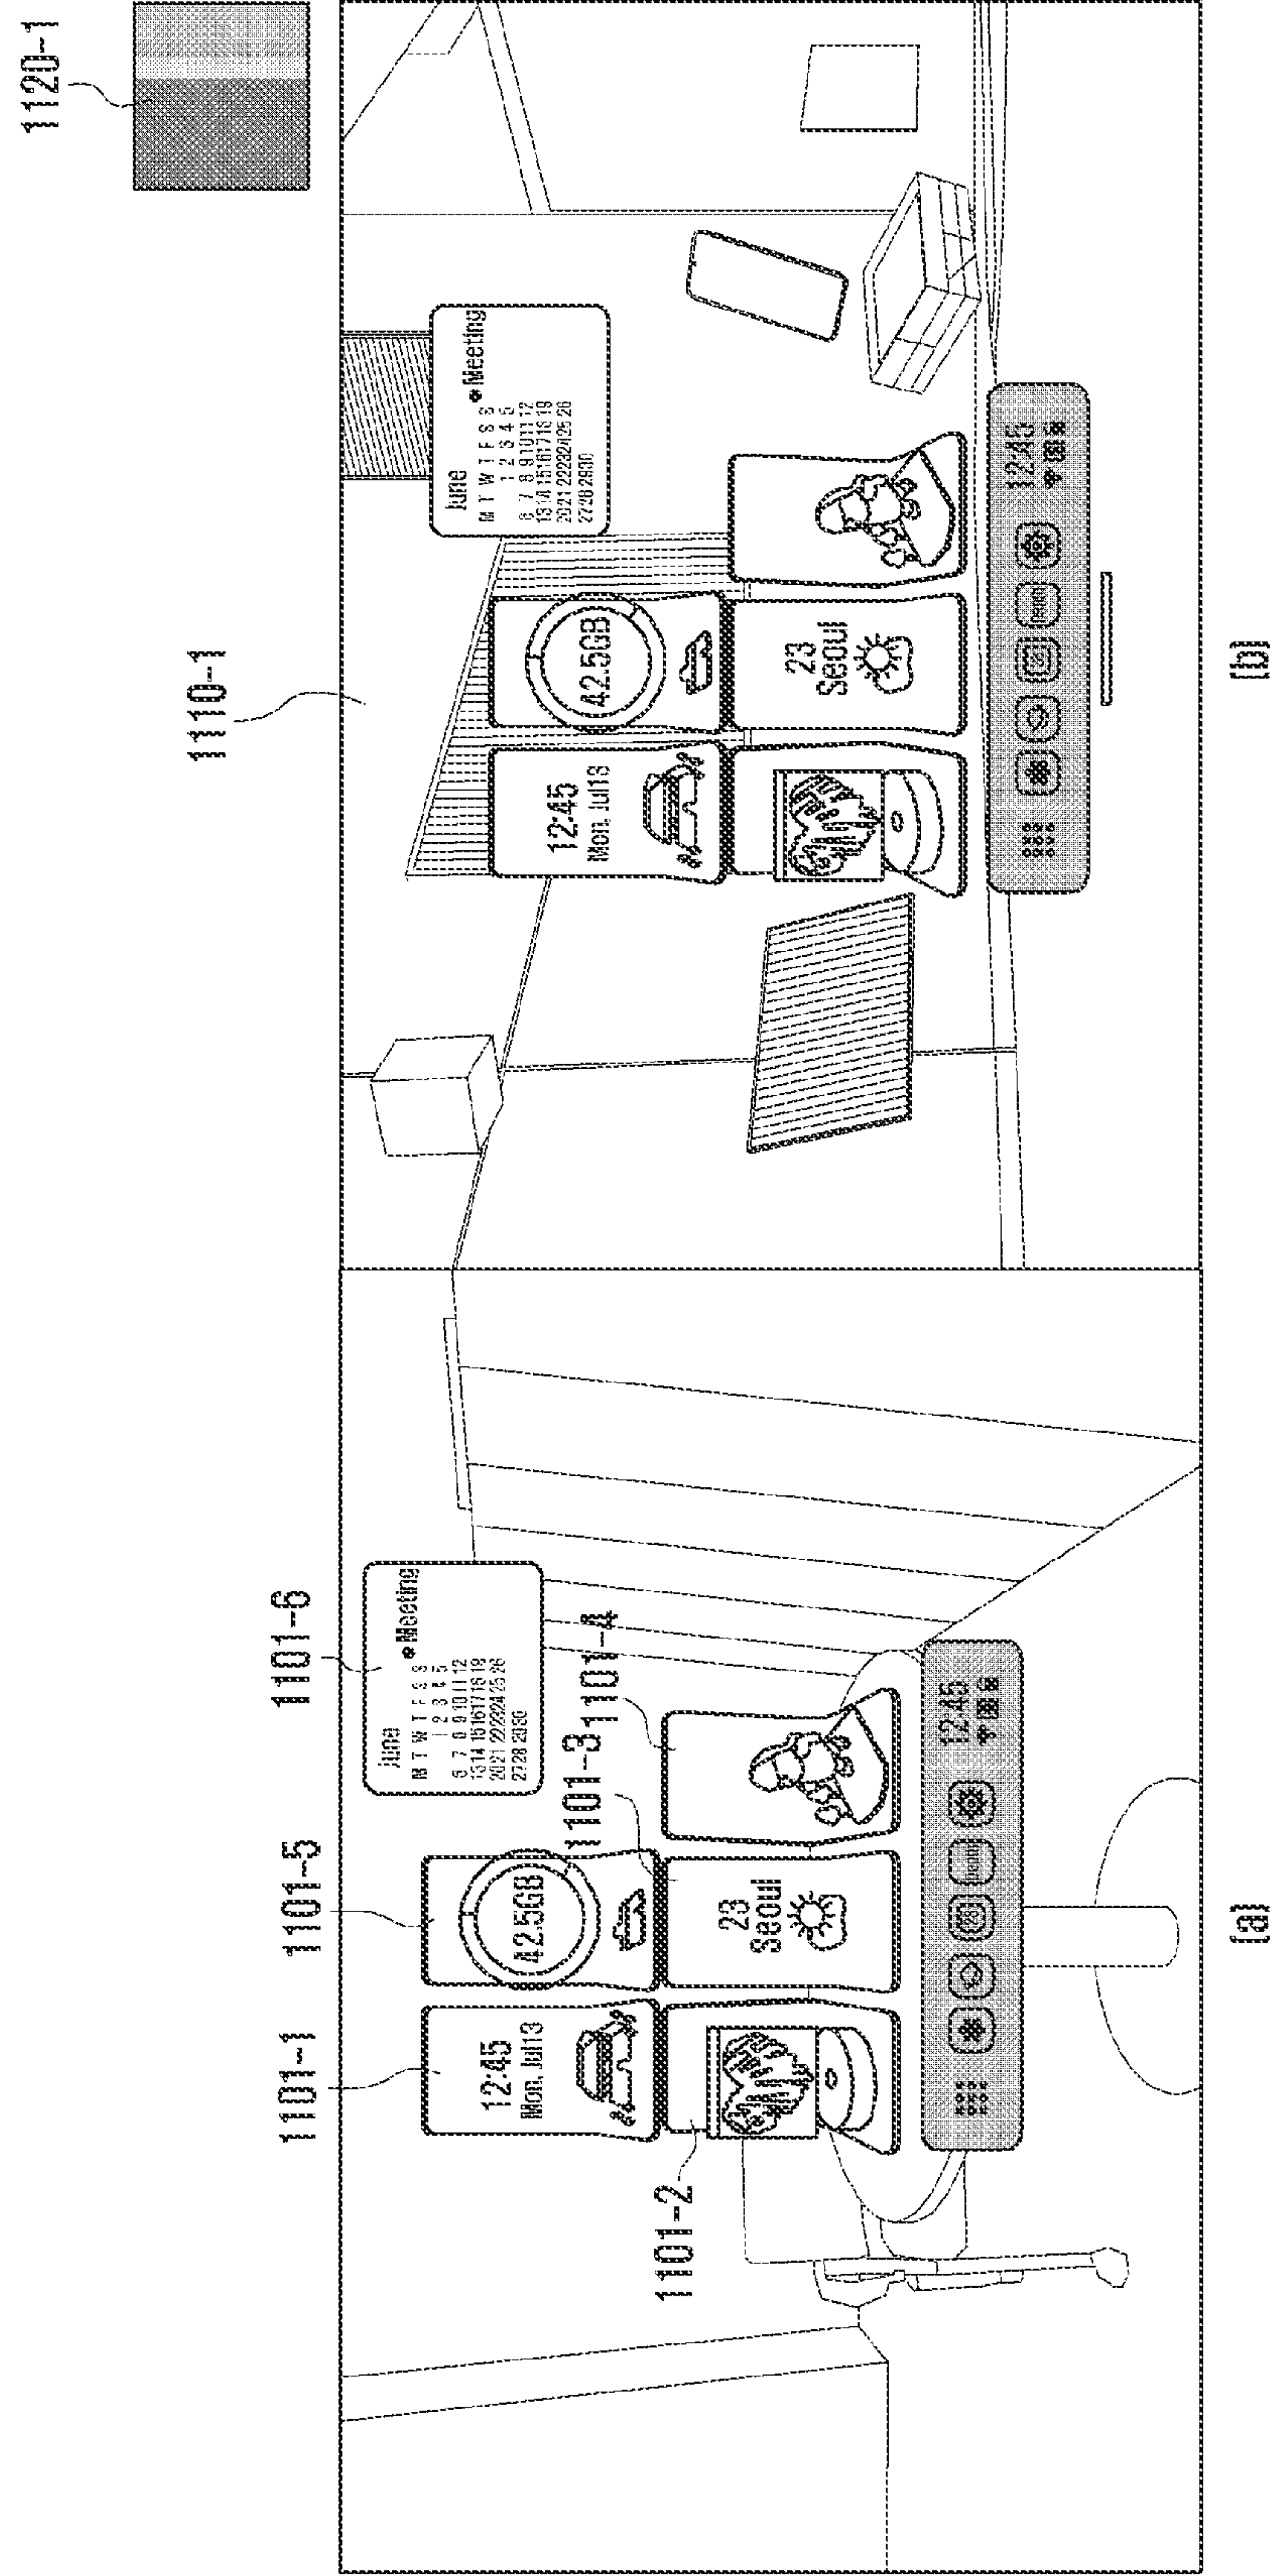 1101-1
1101-5
1101-6
12:45
Mon, Jul13
42.5GB
June
M T W T F S S
1 2 3 4 5
6 7 8 9 10 11 12
13 14 15 16 17 18 19
20 21 22 23 24 25 26
27 28 29 30
Meeting
1101-2
1101-3
1101-4
23
Seoul
12:45
(a)
1110-1
1120-1
12:45
Mon, Jul13
42.5GB
June
M T W T F S S
1 2 3 4 5
6 7 8 9 10 11 12
13 14 15 16 17 18 19
20 21 22 23 24 25 26
27 28 29 30
Meeting
23
Seoul
12:45
(b)